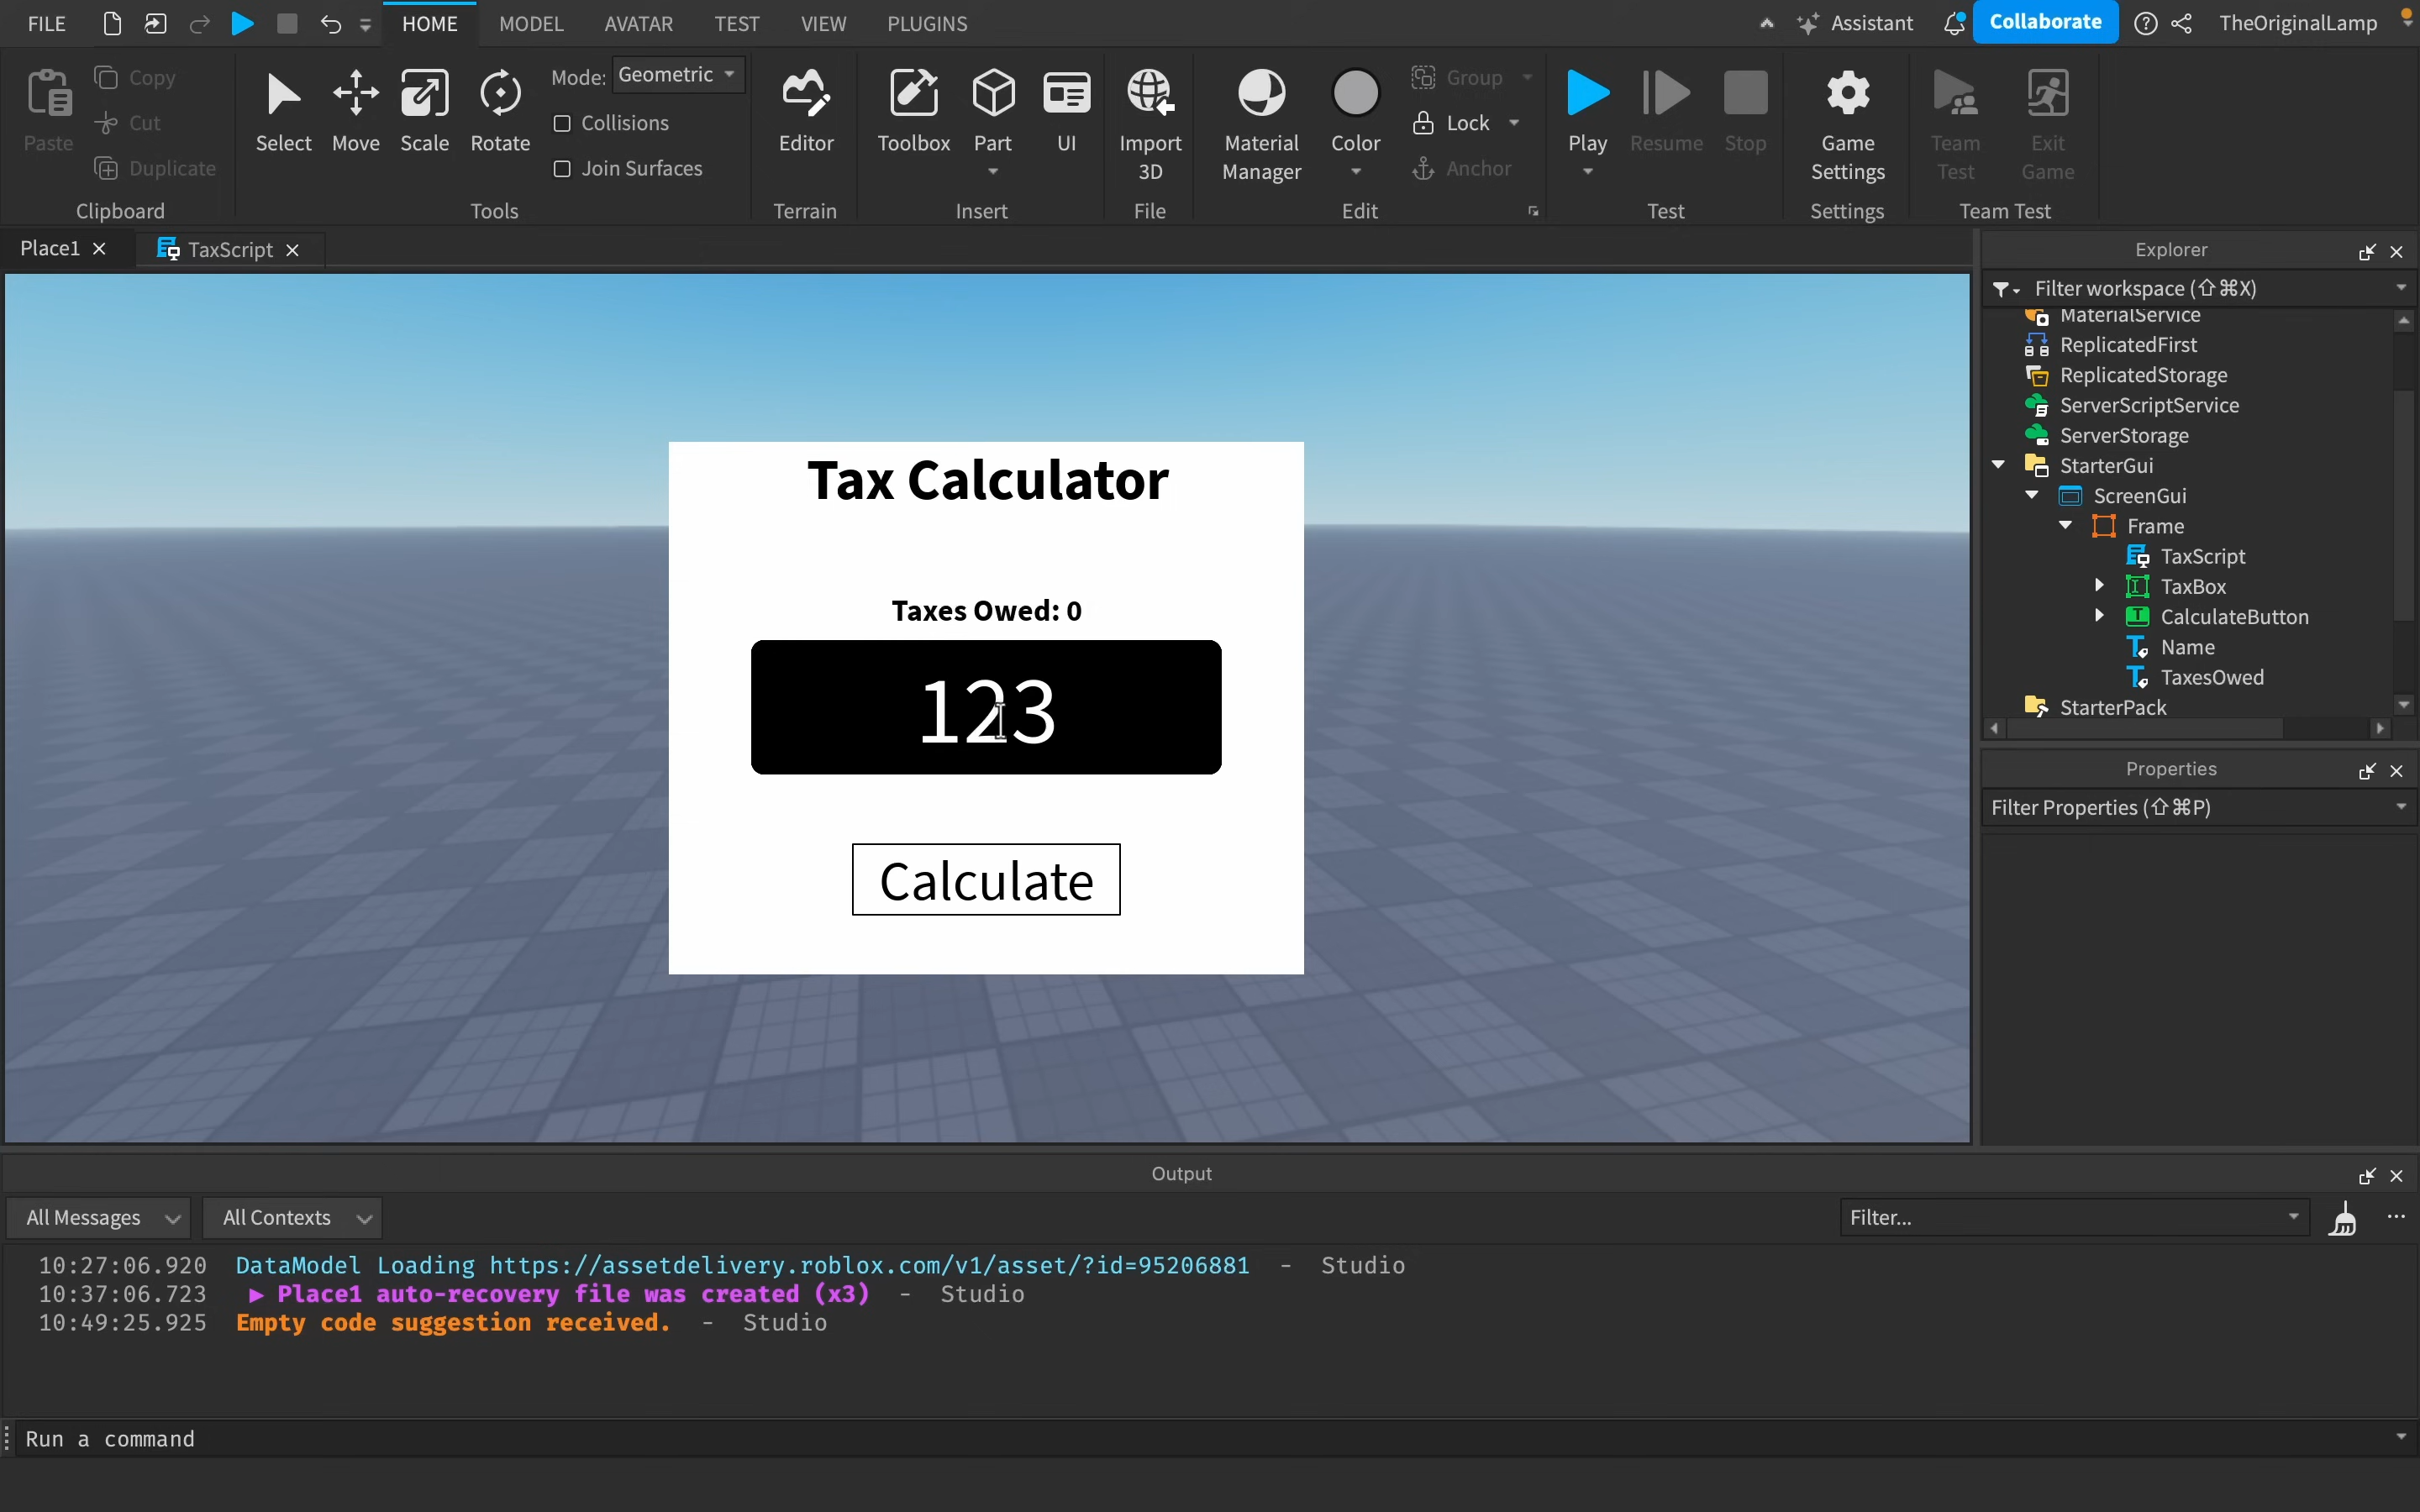 FILE HOME MODEL AVATAR TEST VIEW PLUGINS Assistant Collaborate TheOriginalLamp
Paste Copy Cut Duplicate
Clipboard
Select Move Scale Rotate
Mode: Geometric
Collisions
Join Surfaces
Tools
Editor
Terrain
Toolbox Part UI
Insert
Import
3D
File
Material
Manager
Color
Group
Lock
Anchor
Edit
Play Resume Stop
Test
Game
Settings
Settings
Team
Test
Exit
Game
Team Test
Place1 TaxScript
Tax Calculator
Taxes Owed: 0
123
Calculate
Explorer
Filter workspace (⇧⌘X)
MaterialService
ReplicatedFirst
ReplicatedStorage
ServerScriptService
ServerStorage
StarterGui
ScreenGui
Frame
TaxScript
TaxBox
CalculateButton
Name
TaxesOwed
StarterPack
Properties
Filter Properties (⇧⌘P)
Output
All Messages All Contexts Filter...
10:27:06.920 DataModel Loading https://assetdelivery.roblox.com/v1/asset/?id=95206881 - Studio
10:37:06.723 ▶ Place1 auto-recovery file was created (x3) - Studio
10:49:25.925 Empty code suggestion received. - Studio
Run a command